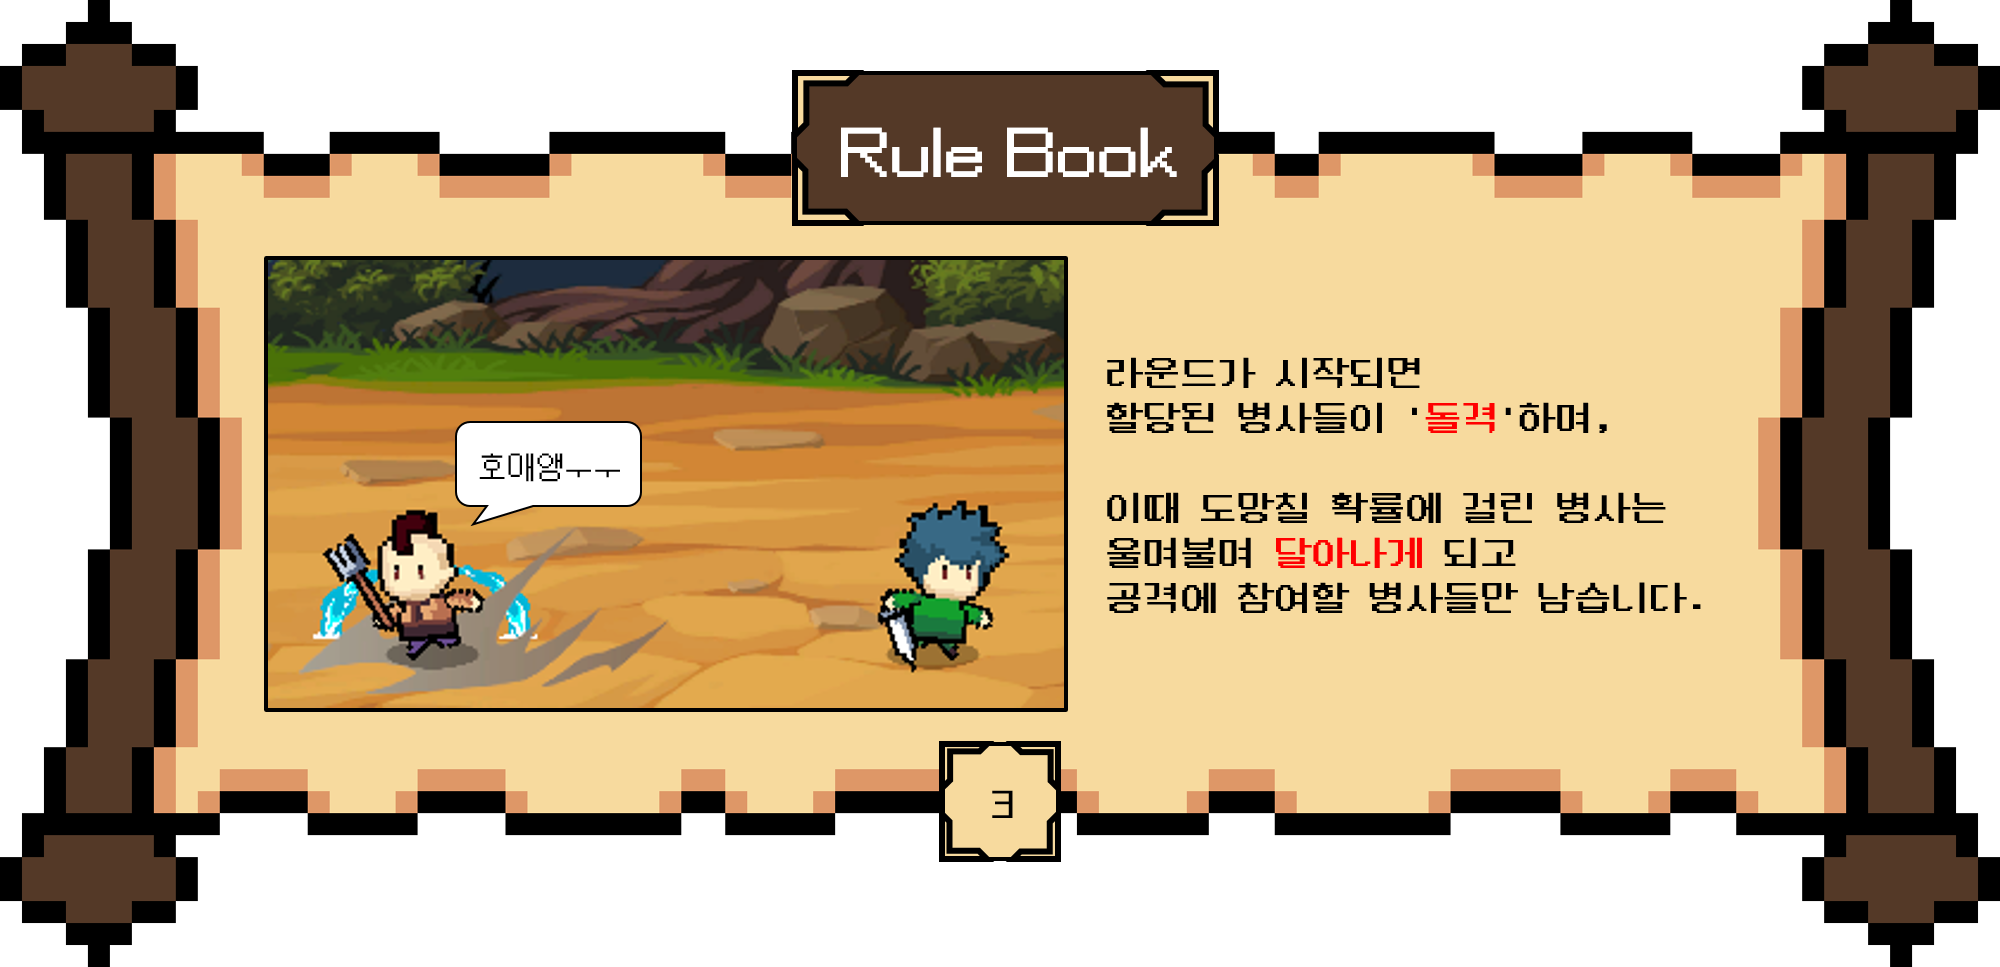 Rule Book
라운드가 시작되면
할당된 병사들이 '돌격'하며,
호매앵ㅜㅜ
이때 도망칠 확률에 걸린 병사는
울며불며 달아나게 되고
공격에 참여할 병사들만 남습니다.
3